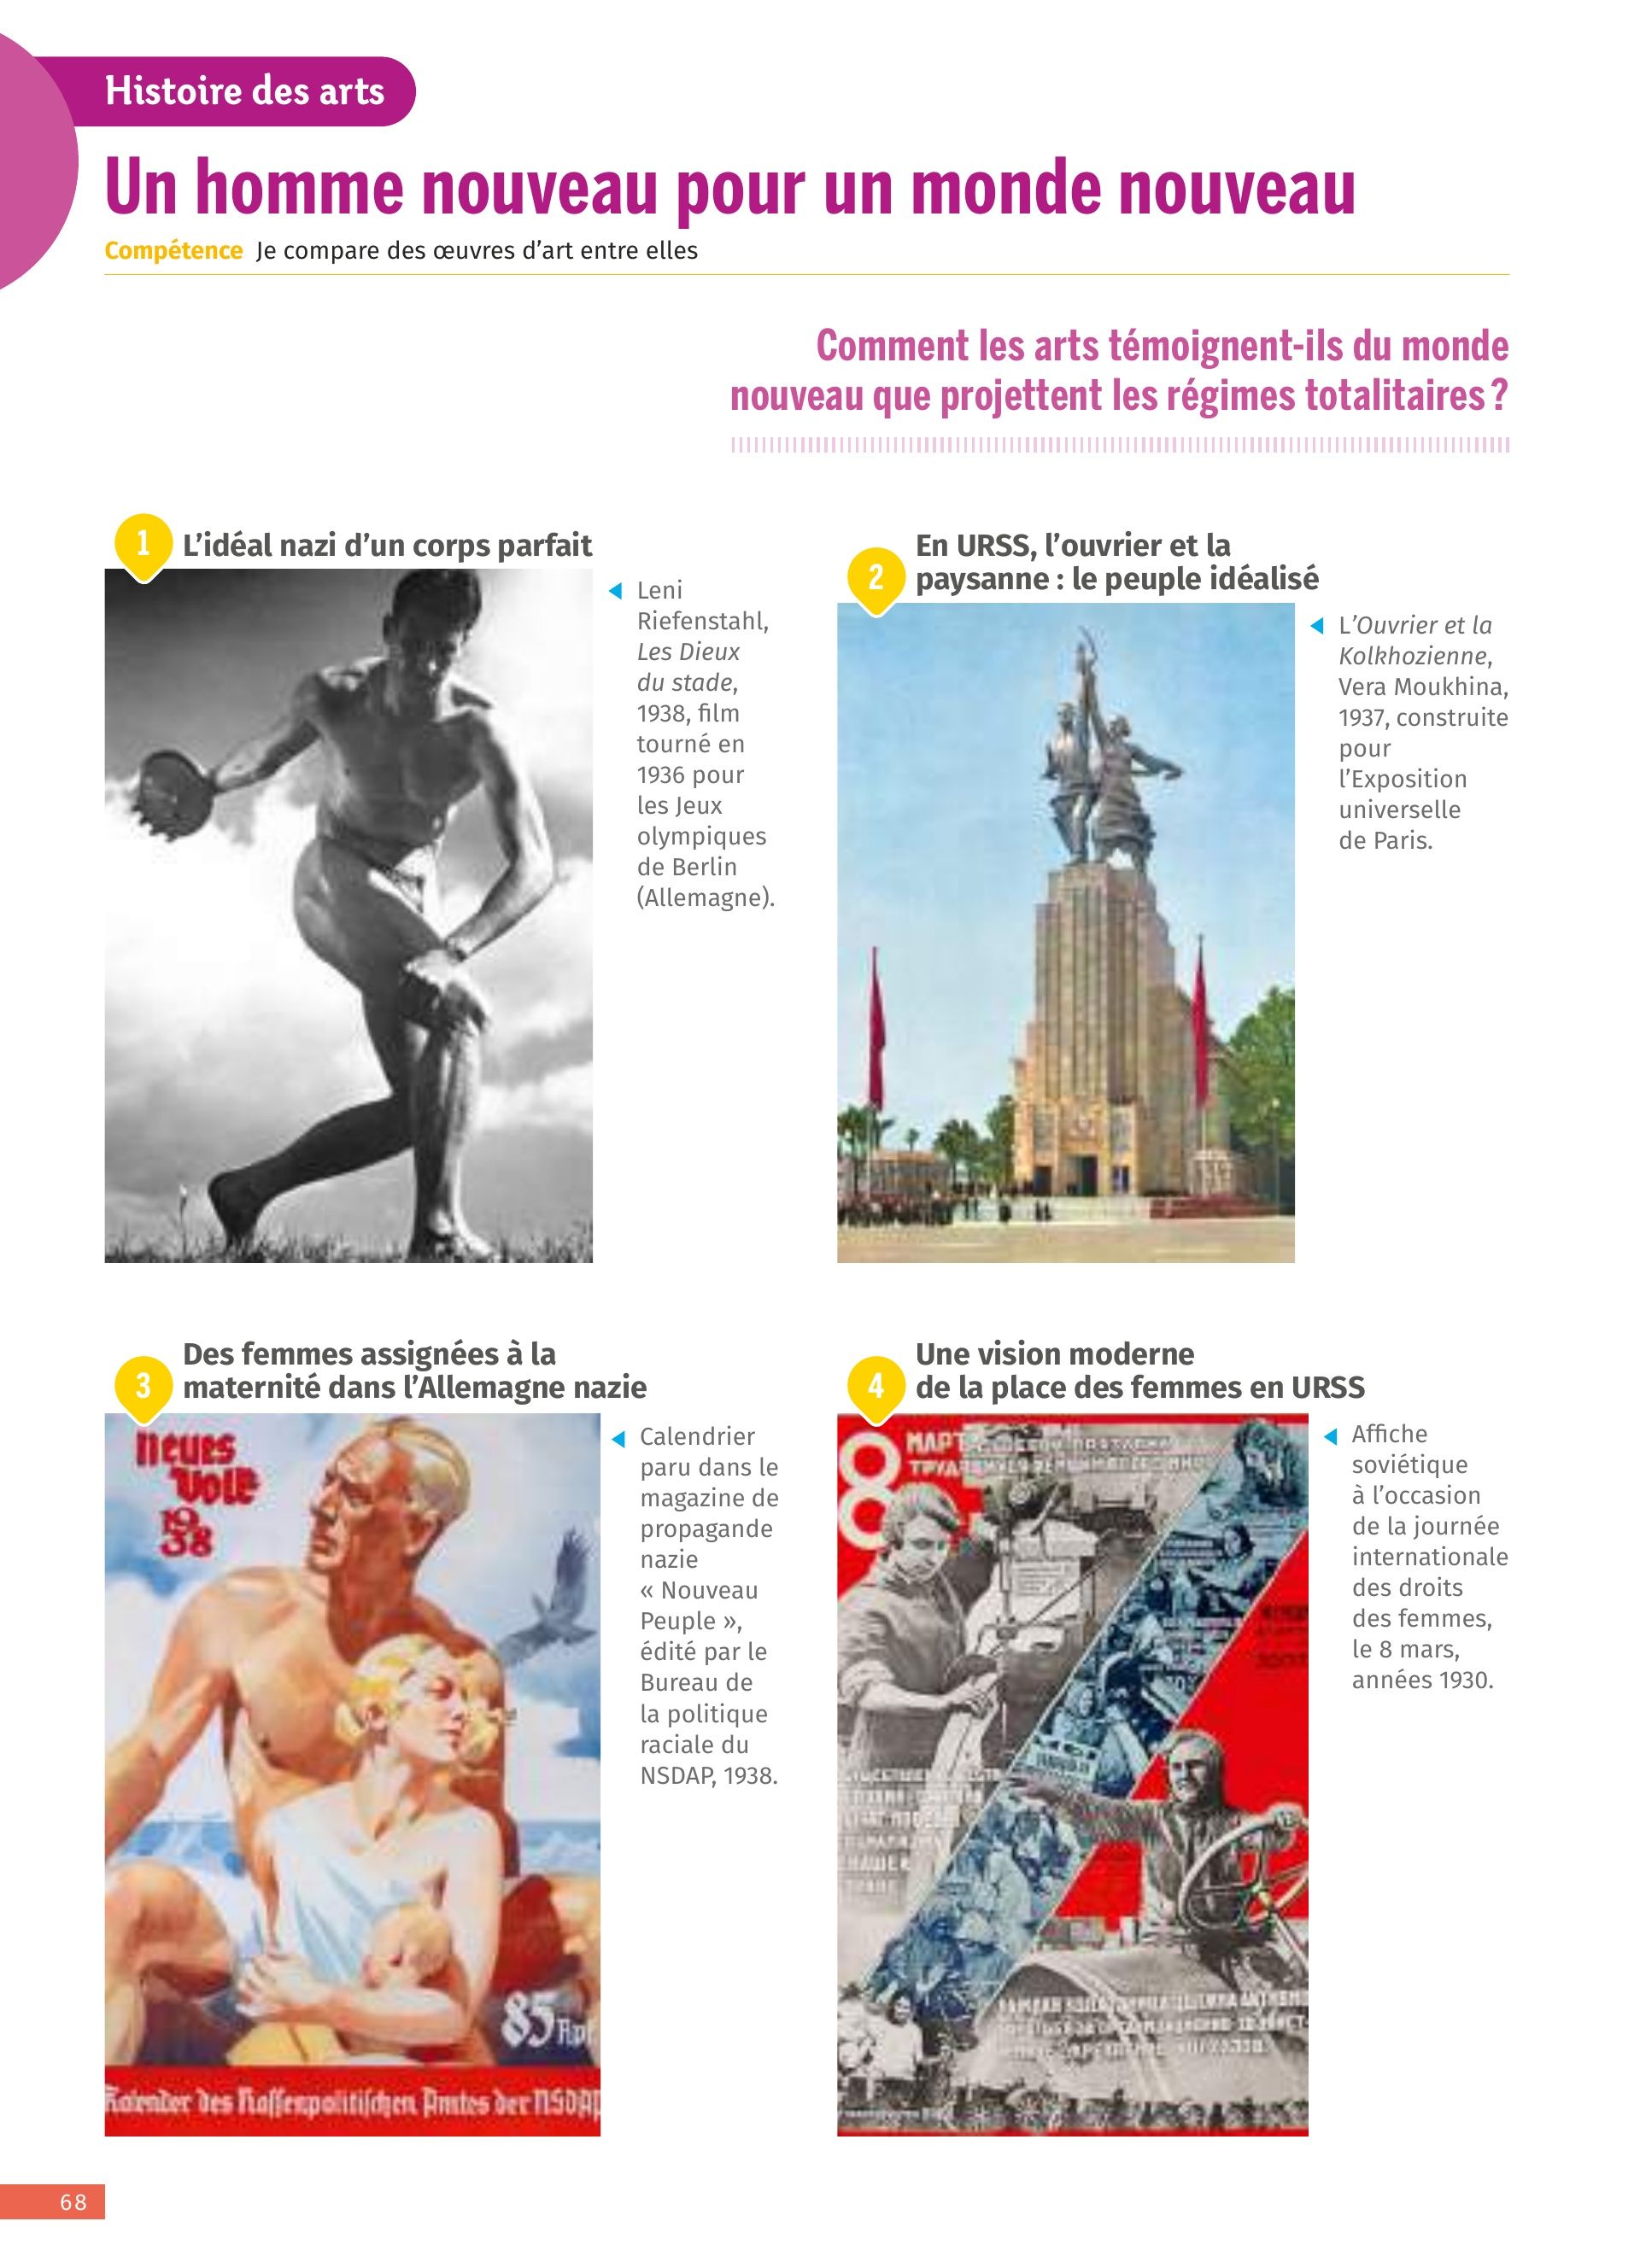 Histoire des arts
Un homme nouveau pour un monde nouveau
Compétence Je compare des œuvres d'art entre elles
Comment les arts témoignent-ils du monde
nouveau que projettent les régimes totalitaires ?
1 L'idéal nazi d'un corps parfait
Leni
Riefenstahl,
Les Dieux
du stade,
1938, film
tourné en
1936 pour
les Jeux
olympiques
de Berlin
(Allemagne).
2 En URSS, l'ouvrier et la
paysanne : le peuple idéalisé
L'Ouvrier et la
Kolkhozienne,
Vera Moukhina,
1937, construite
pour
l'Exposition
universelle
de Paris.
3 Des femmes assignées à la
maternité dans l'Allemagne nazie
neues
Volk
1938
85 Rpf
Kalender des Rassenpolitischen Amtes der NSDAP
Calendrier
paru dans le
magazine de
propagande
nazie
« Nouveau
Peuple »,
édité par le
Bureau de
la politique
raciale du
NSDAP, 1938.
4 Une vision moderne
de la place des femmes en URSS
8 МАРТ
Affiche
soviétique
à l'occasion
de la journée
internationale
des droits
des femmes,
le 8 mars,
années 1930.
68